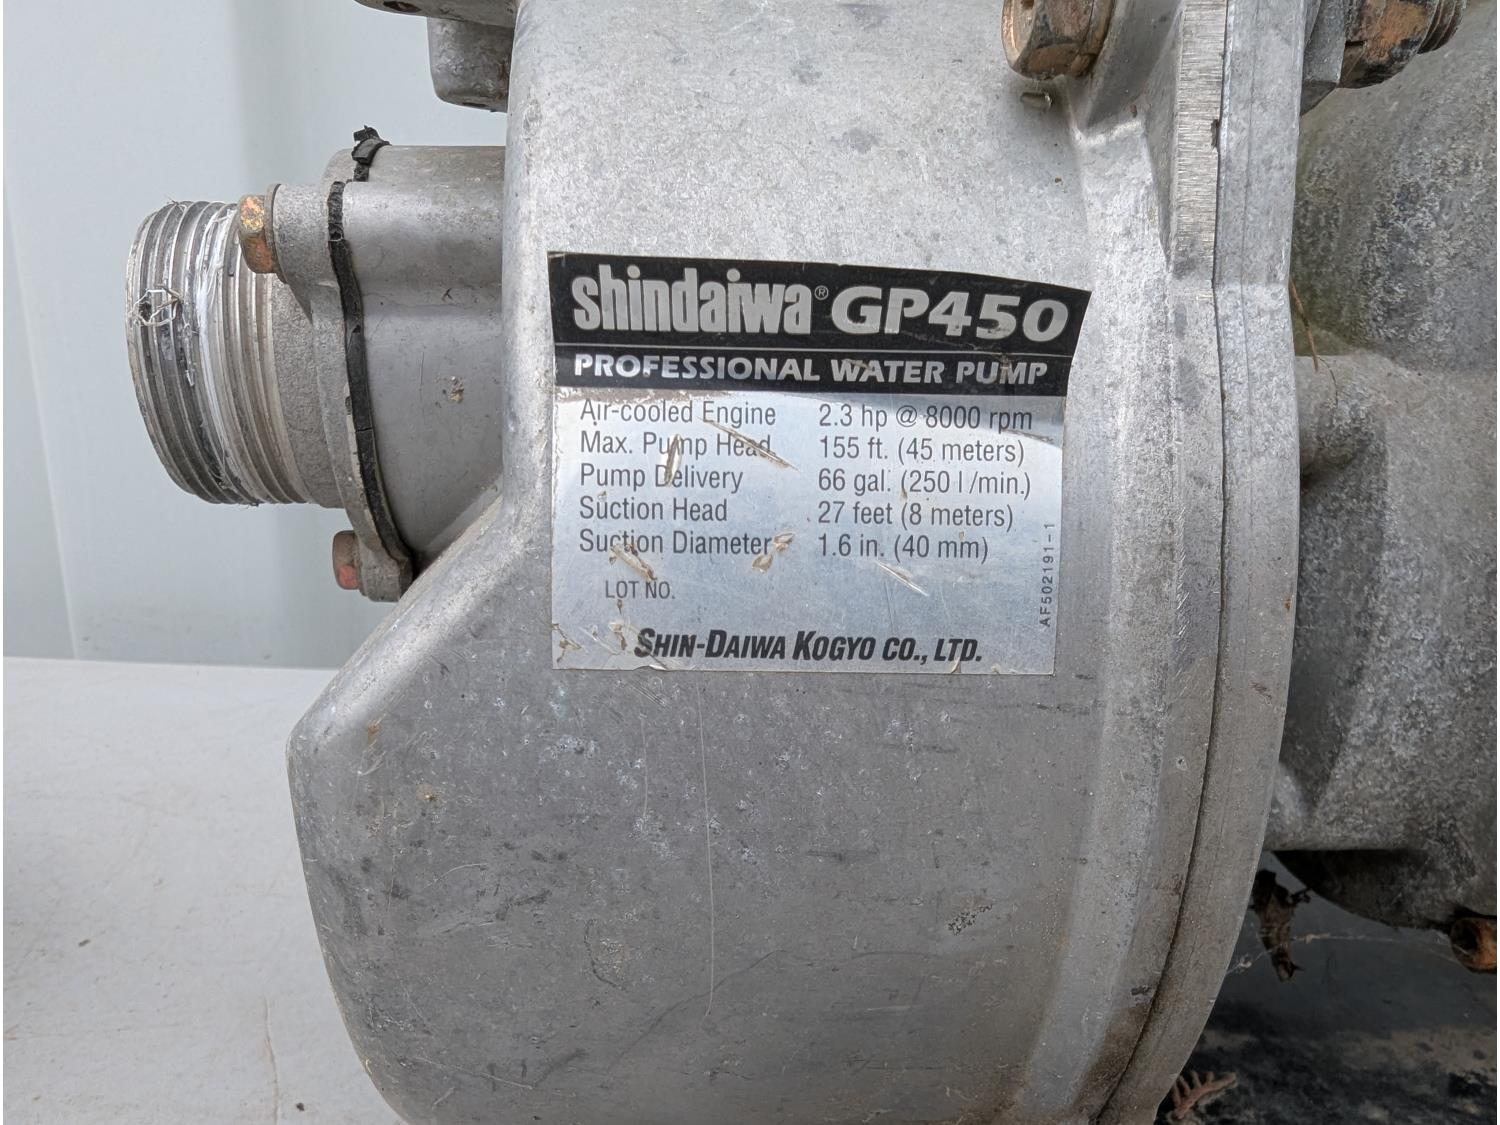 shindaiwa® GP450
PROFESSIONAL WATER PUMP
Air-cooled Engine 2.3 hp @ 8000 rpm
Max. Pump Head 155 ft. (45 meters)
Pump Delivery 66 gal. (250 l/min.)
Suction Head 27 feet (8 meters)
Suction Diameter 1.6 in. (40 mm)
LOT NO.
SHIN-DAIWA KOGYO CO., LTD.
AF502191-1